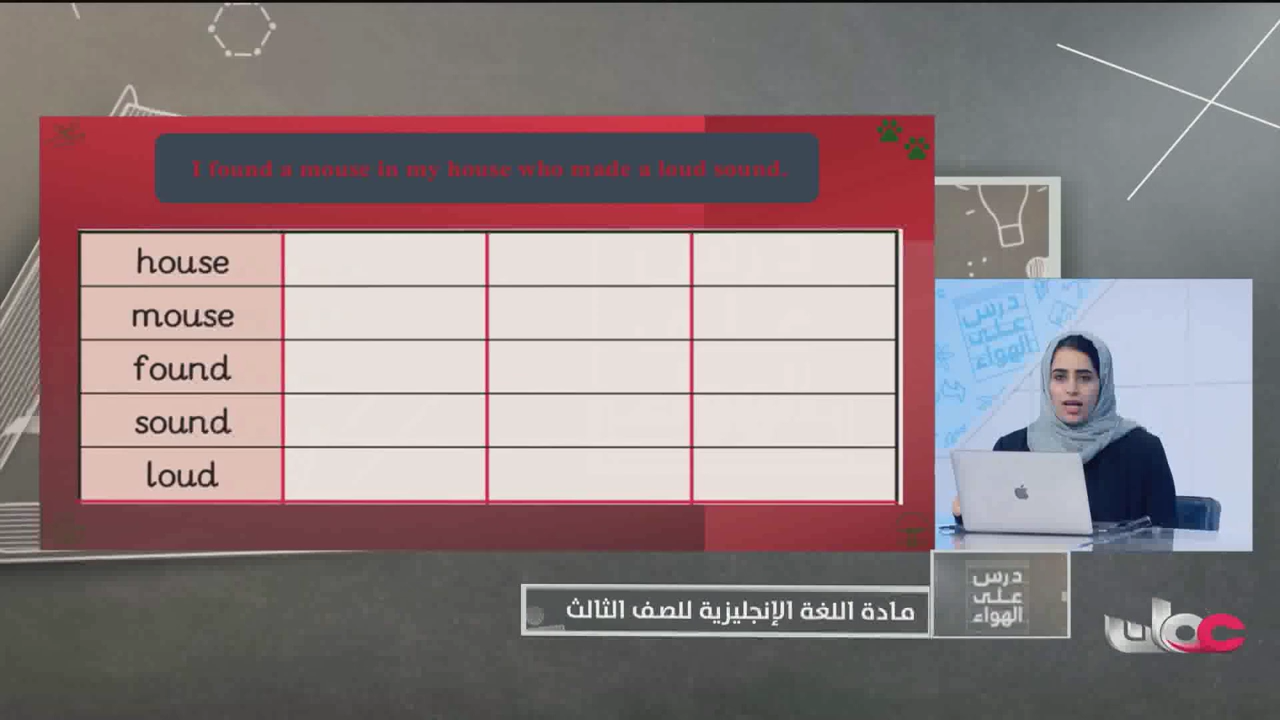 I found a mouse in my house who made a loud sound.
house
mouse
found
sound
loud
درس
على
الهواء
مادة اللغة الإنجليزية للصف الثالث
درس
على
الهواء